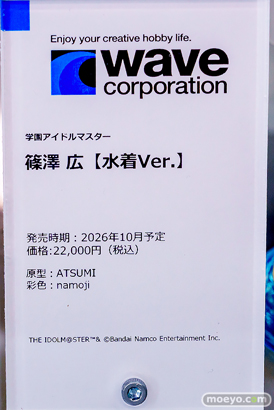 Enjoy your creative hobby life.
wave
corporation
学園アイドルマスター
篠澤 広【水着Ver.】
発売時期：2026年10月予定
価格:22,000円（税込）
原型：ATSUMI
彩色：namoji
THE IDOLM@STER™& ©Bandai Namco Entertainment Inc.
www.moeyo.com